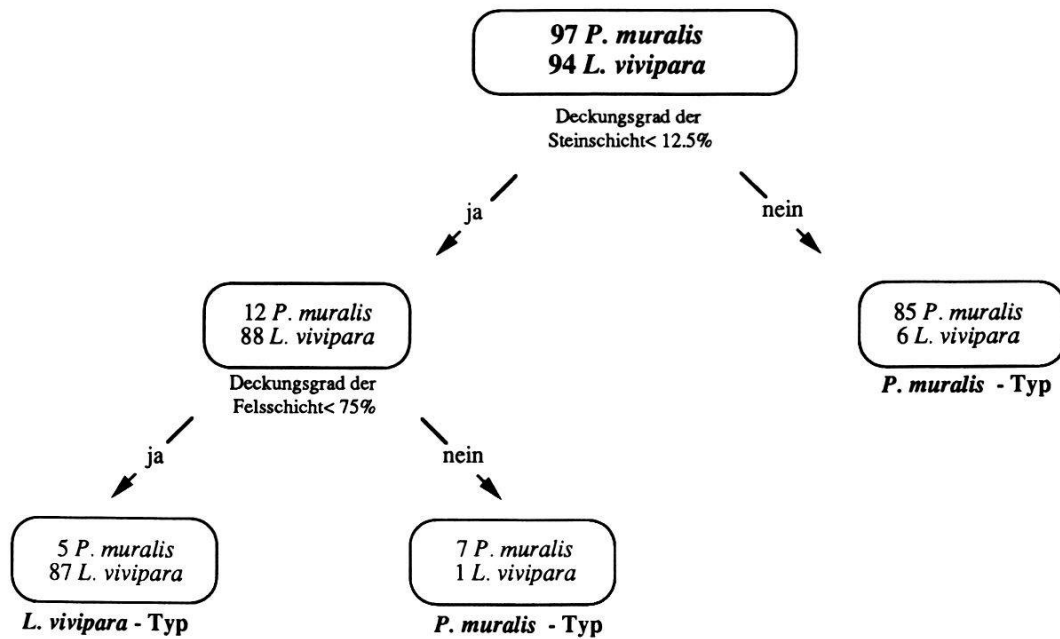 97 P. muralis
94 L. vivipara
Deckungsgrad der
Steinschicht< 12.5%
ja
nein
12 P. muralis
88 L. vivipara
Deckungsgrad der
Felsschicht< 75%
85 P. muralis
6 L. vivipara
P. muralis - Typ
ja
nein
5 P. muralis
87 L. vivipara
L. vivipara - Typ
7 P. muralis
1 L. vivipara
P. muralis - Typ